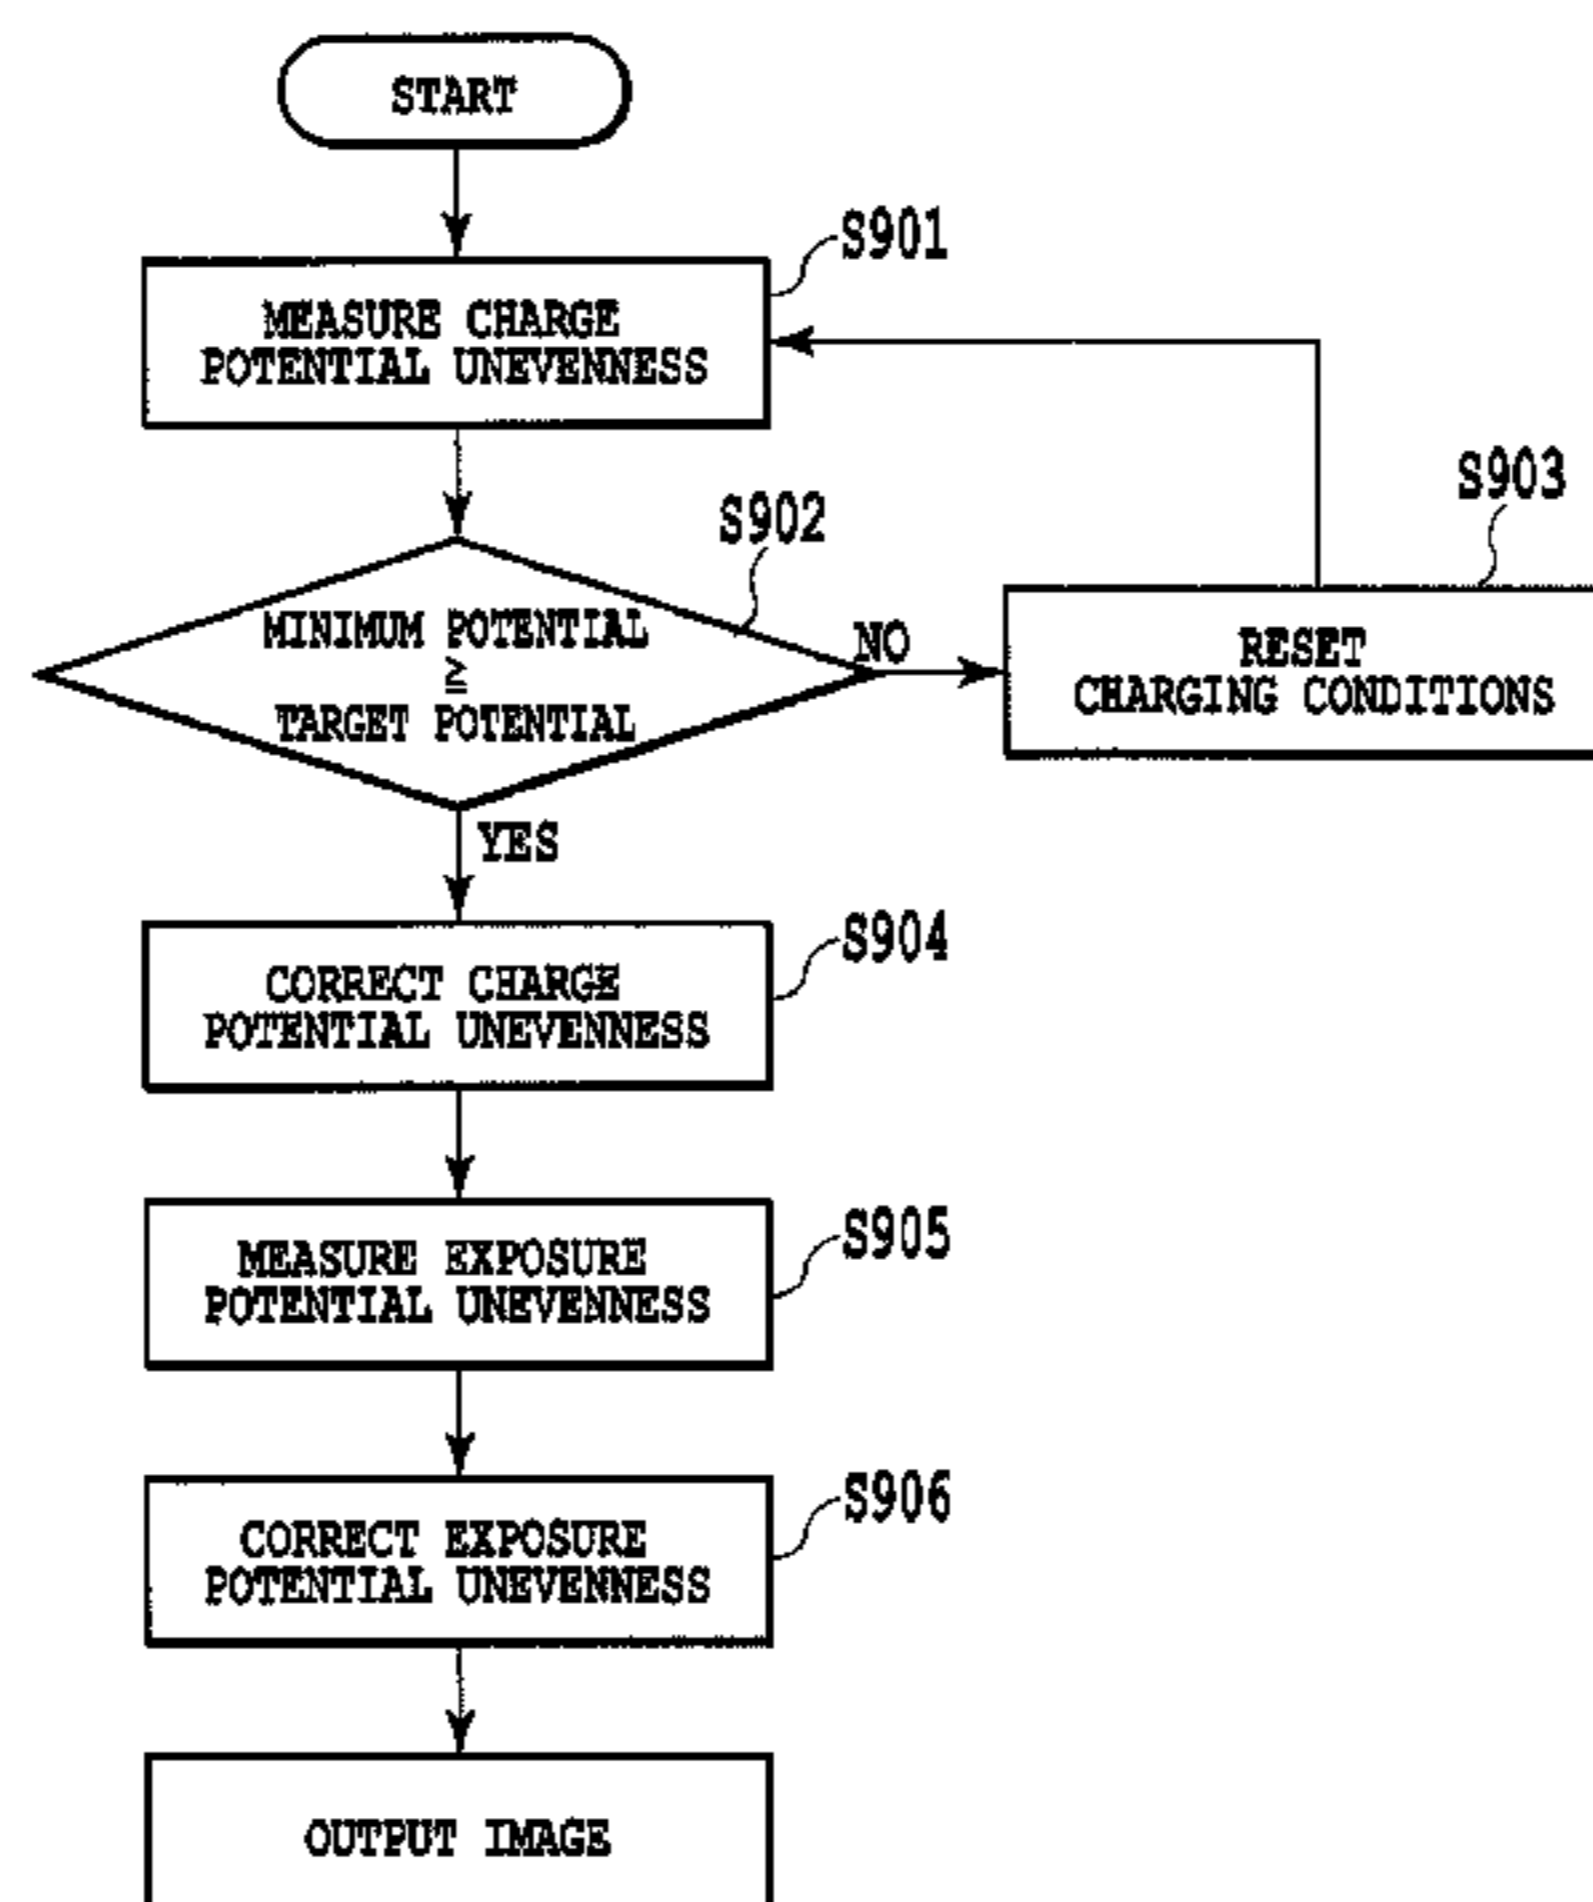 START
S901
MEASURE CHARGE
POTENTIAL UNEVENNESS
S902
MINIMUM POTENTIAL
≧
TARGET POTENTIAL
NO
S903
RESET
CHARGING CONDITIONS
YES
S904
CORRECT CHARGE
POTENTIAL UNEVENNESS
S905
MEASURE EXPOSURE
POTENTIAL UNEVENNESS
S906
CORRECT EXPOSURE
POTENTIAL UNEVENNESS
OUTPUT IMAGE